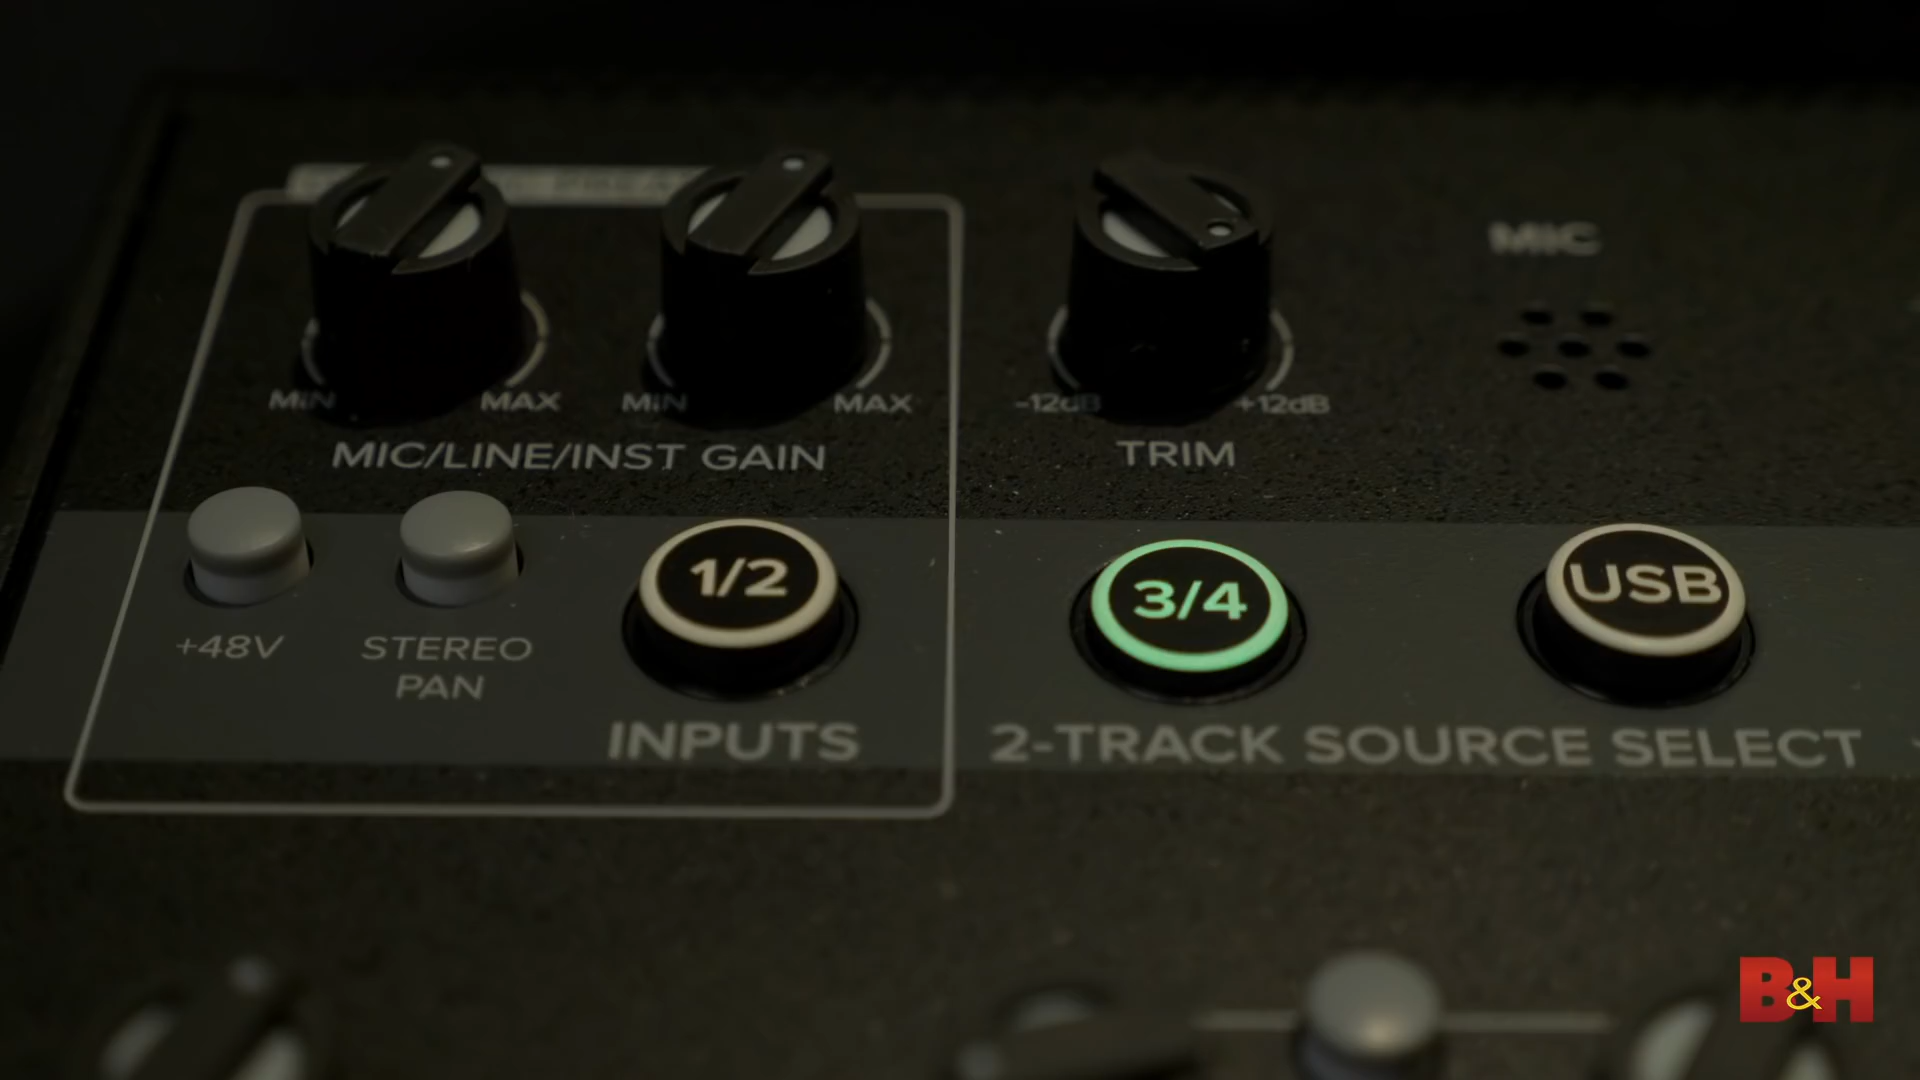 MIC
MIN MAX MIN MAX -12dB +12dB
MIC/LINE/INST GAIN TRIM
1/2 3/4 USB
+48V STEREO
PAN
INPUTS 2-TRACK SOURCE SELECT
B&H